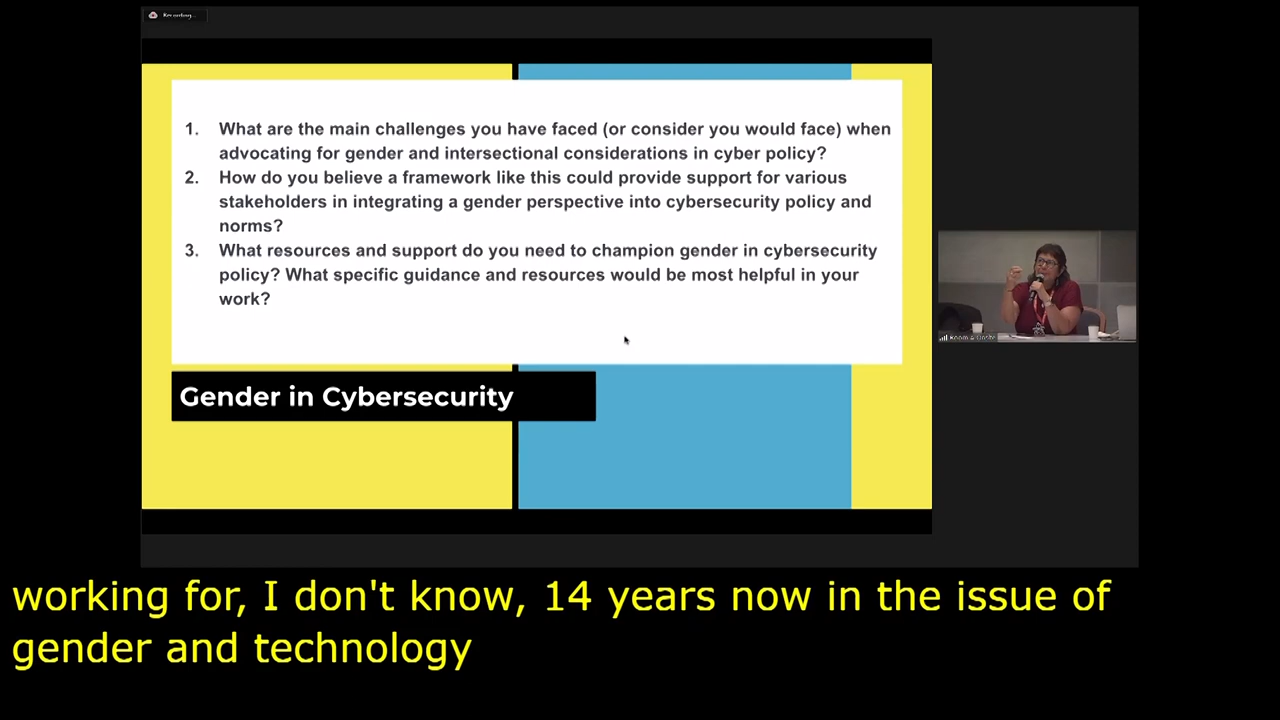 Recording...
1. What are the main challenges you have faced (or consider you would face) when
advocating for gender and intersectional considerations in cyber policy?
2. How do you believe a framework like this could provide support for various
stakeholders in integrating a gender perspective into cybersecurity policy and
norms?
3. What resources and support do you need to champion gender in cybersecurity
policy? What specific guidance and resources would be most helpful in your
work?
Gender in Cybersecurity
working for, I don't know, 14 years now in the issue of
gender and technology